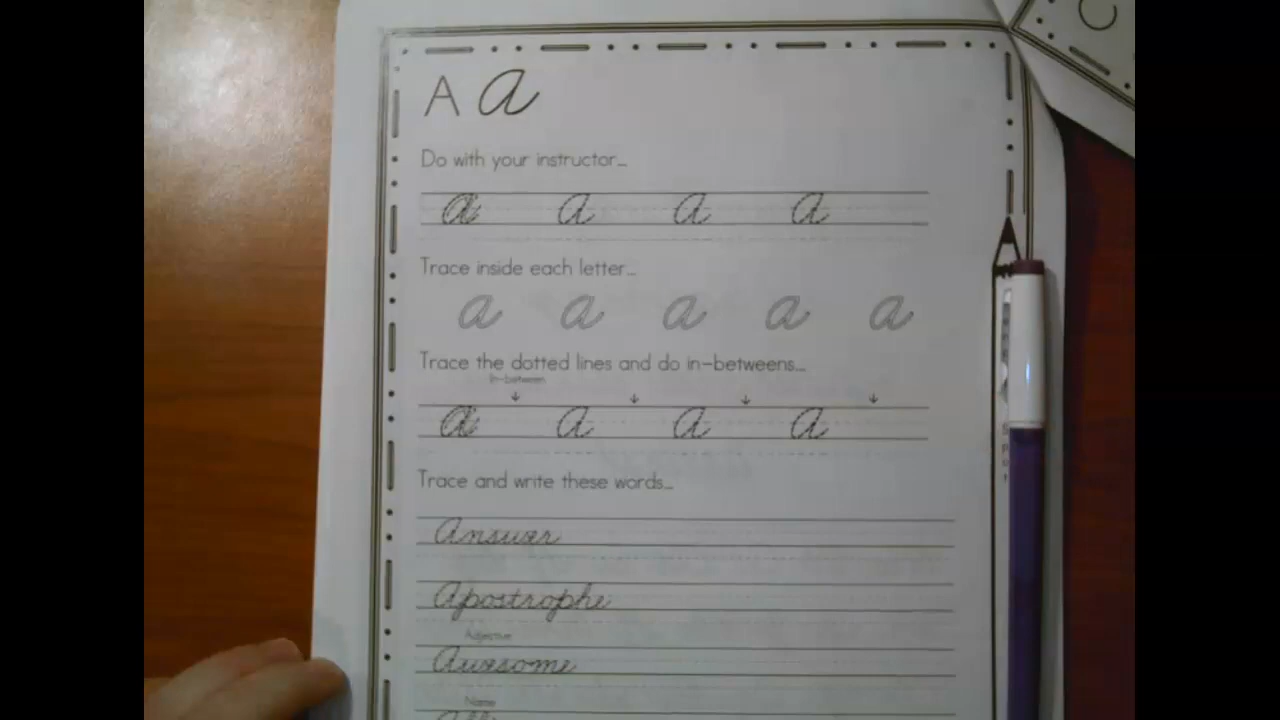 A a
Do with your instructor...
a A A A
Trace inside each letter...
a a a a a
Trace the dotted lines and do in-betweens...
In-between
a A A A
Trace and write these words...
Answer
Apostrophe
Adjective
Awesome
Name
C